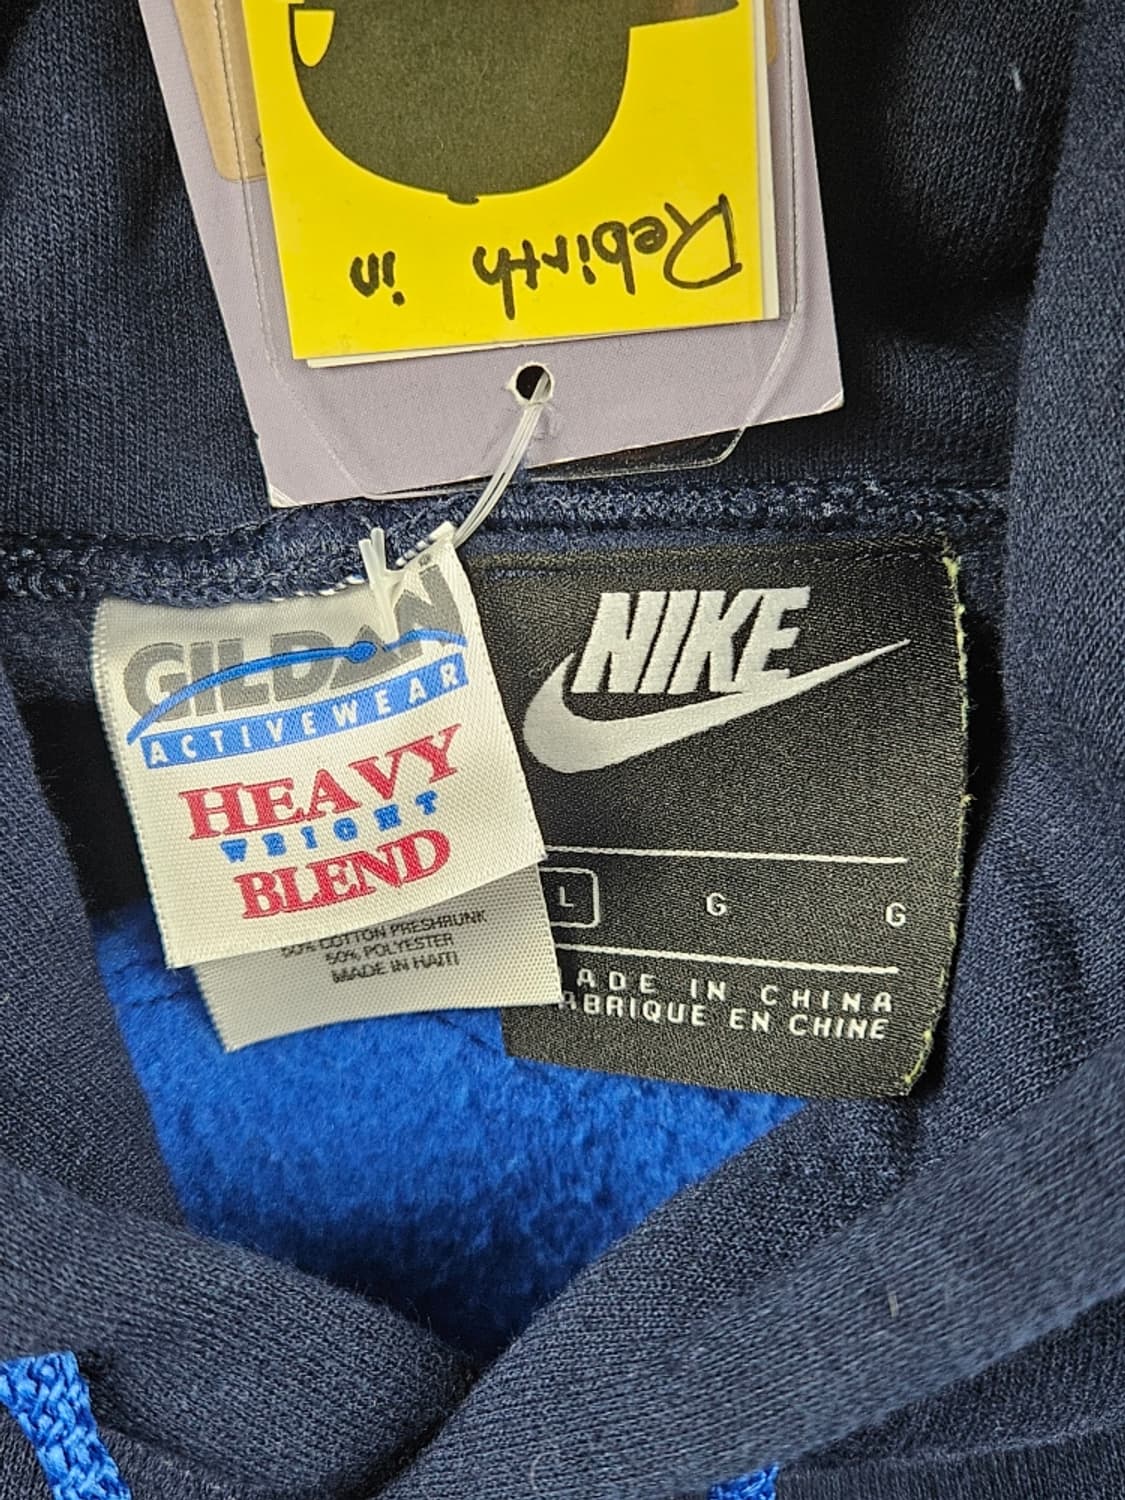 Rebirth in
GILDAN
ACTIVEWEAR
HEAVY
WEIGHT
BLEND
50% COTTON PRESHRUNK
50% POLYESTER
MADE IN HAITI
NIKE
L G G
ADE IN CHINA
ABRIQUE EN CHINE